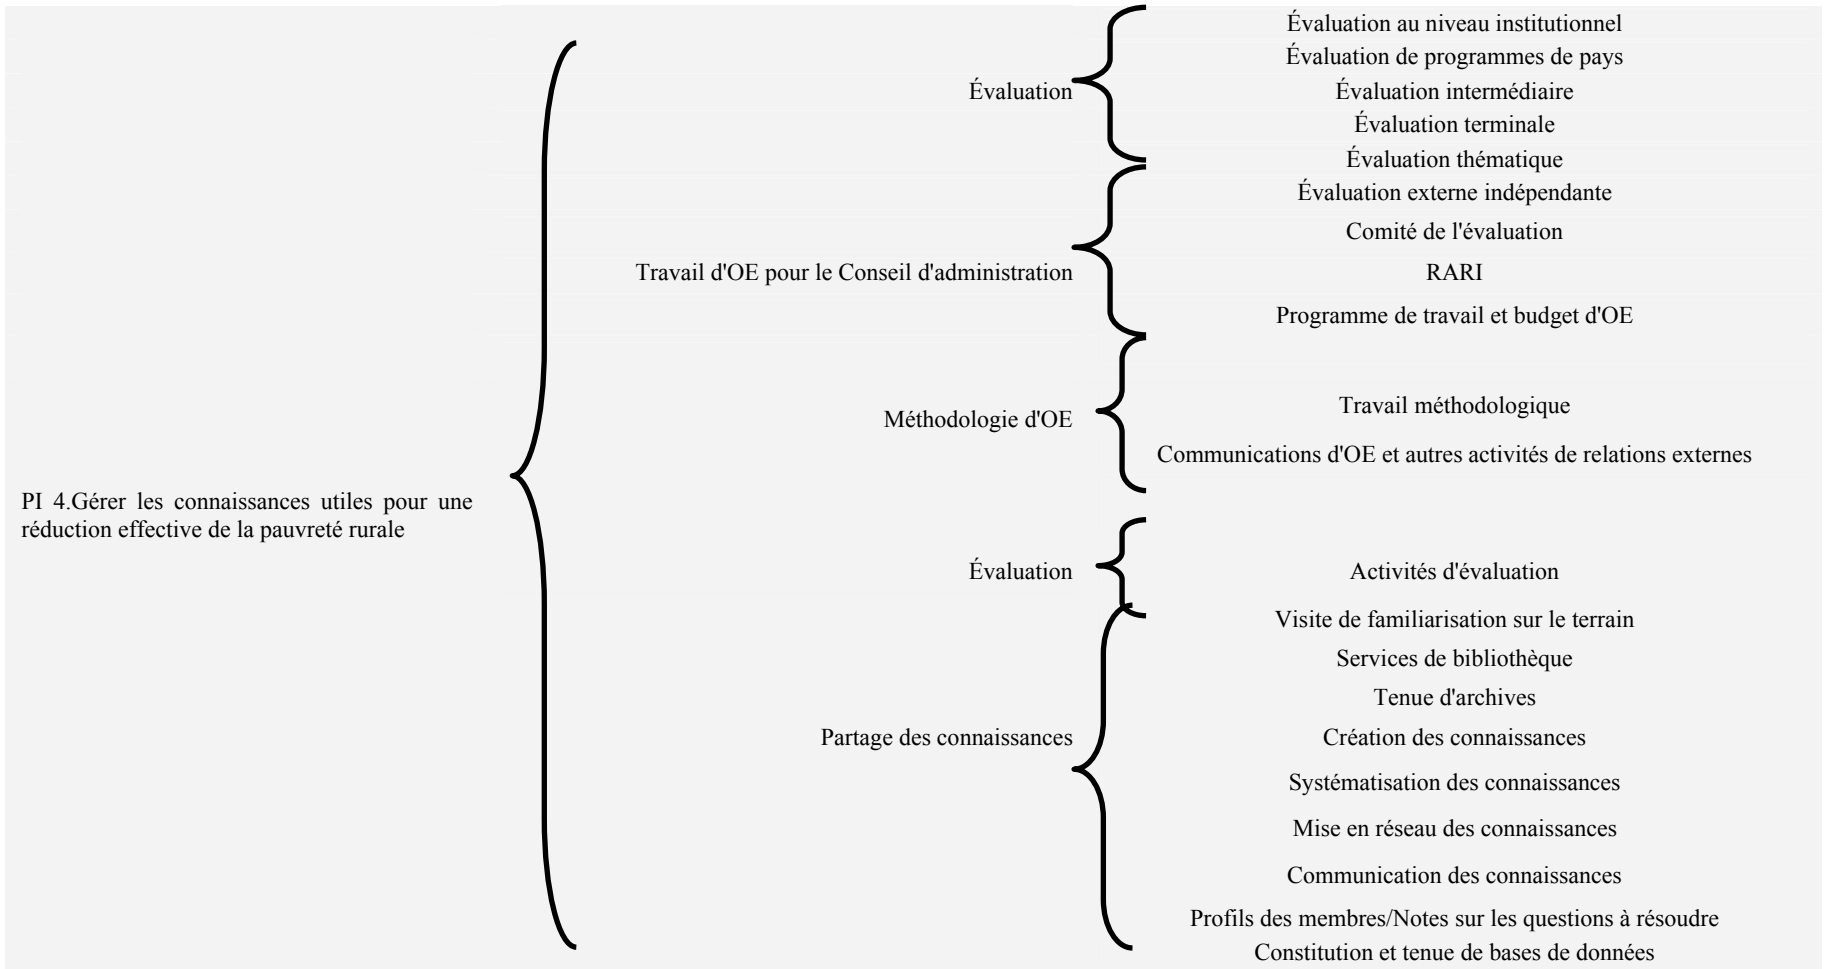 PI 4.Gérer les connaissances utiles pour une
réduction effective de la pauvreté rurale
Évaluation
Évaluation au niveau institutionnel
Évaluation de programmes de pays
Évaluation intermédiaire
Évaluation terminale
Évaluation thématique
Travail d'OE pour le Conseil d'administration
Évaluation externe indépendante
Comité de l'évaluation
RARI
Programme de travail et budget d'OE
Méthodologie d'OE
Travail méthodologique
Communications d'OE et autres activités de relations externes
Évaluation
Activités d'évaluation
Visite de familiarisation sur le terrain
Partage des connaissances
Services de bibliothèque
Tenue d'archives
Création des connaissances
Systématisation des connaissances
Mise en réseau des connaissances
Communication des connaissances
Profils des membres/Notes sur les questions à résoudre
Constitution et tenue de bases de données